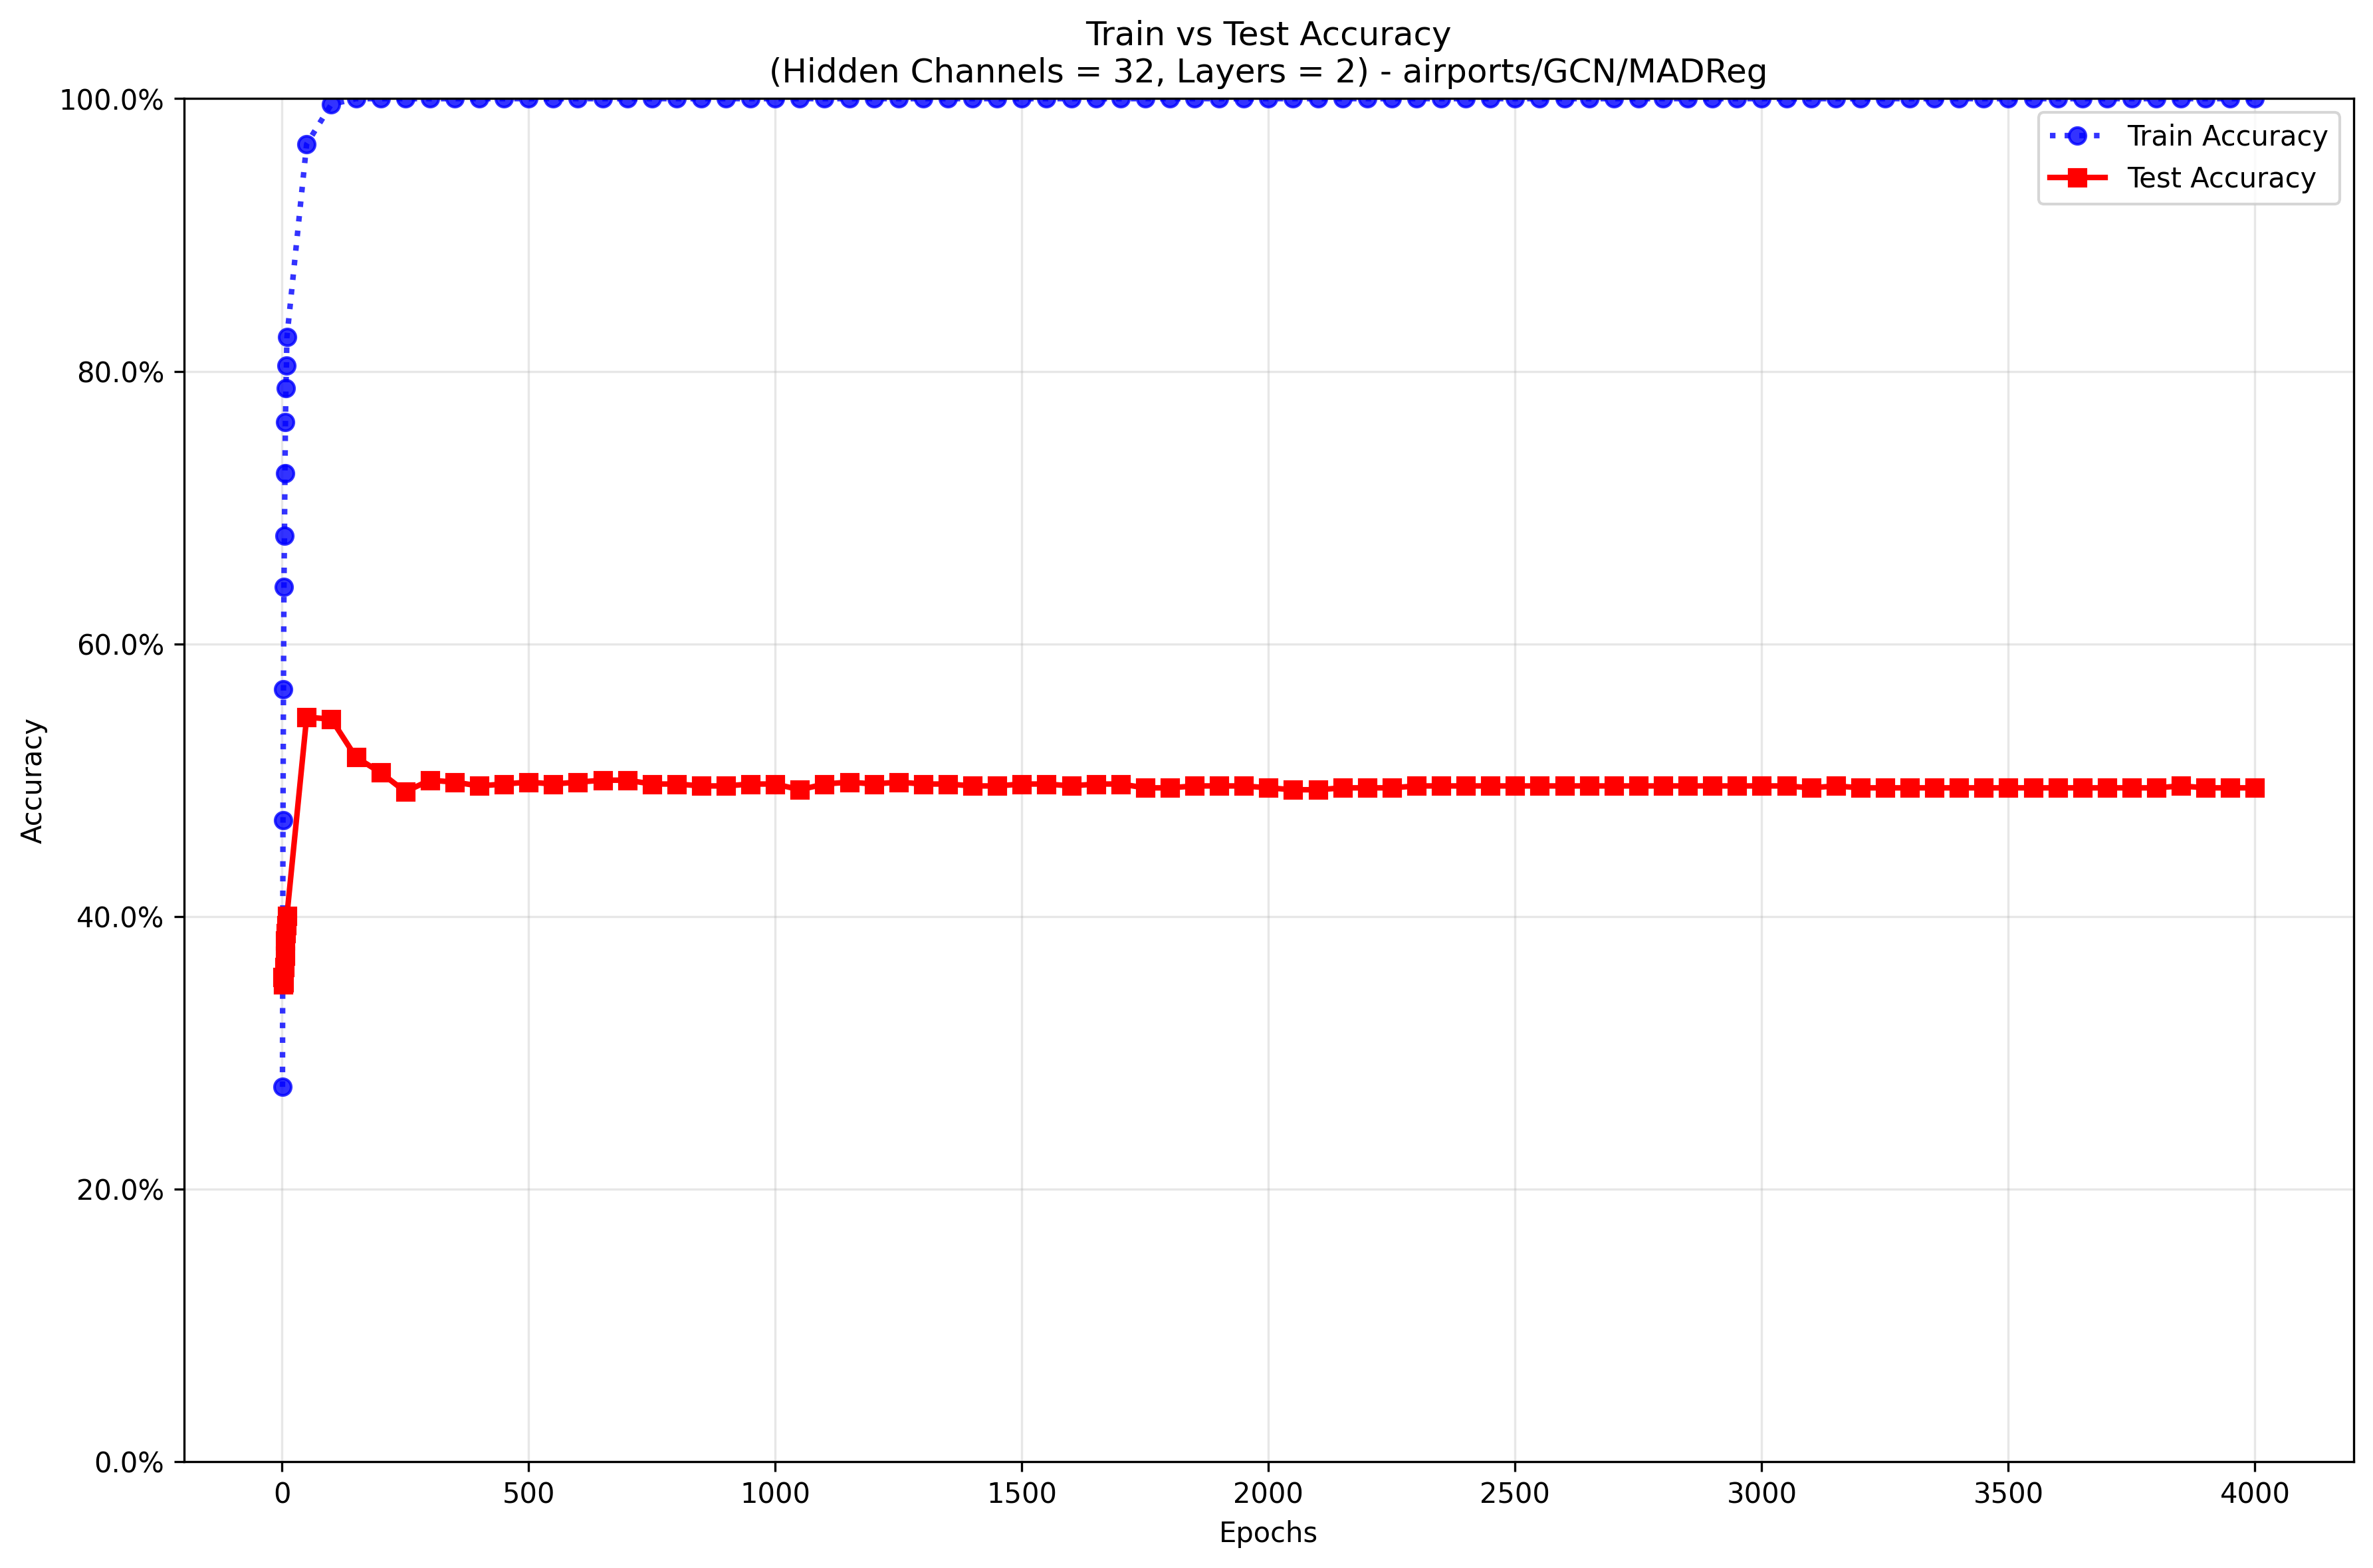 Train vs Test Accuracy
(Hidden Channels = 32, Layers = 2) - airports/GCN/MADReg
100.0%
80.0%
60.0%
40.0%
20.0%
0.0%
Accuracy
Train Accuracy
Test Accuracy
0 500 1000 1500 2000 2500 3000 3500 4000
Epochs